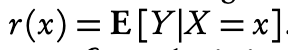 r(x) = E [Y|X = x].